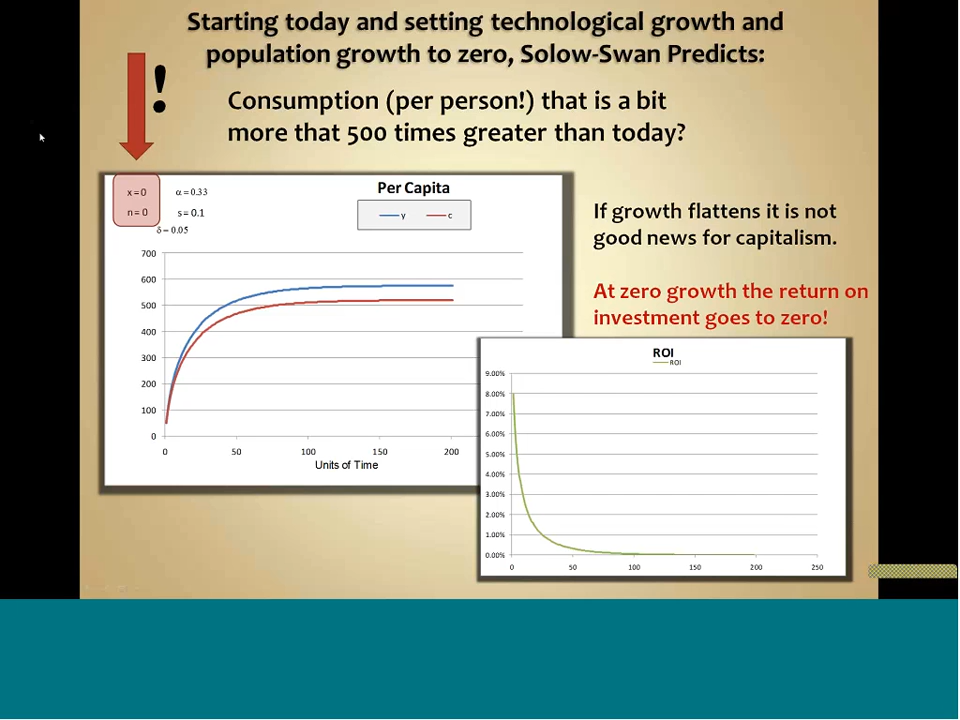 Starting today and setting technological growth and
population growth to zero, Solow-Swan Predicts:
!
Consumption (per person!) that is a bit
more that 500 times greater than today?
x = 0
n = 0
α = 0.33
s = 0.1
δ = 0.05
Per Capita
y c
700
600
500
400
300
200
100
0
0 50 100 150 200
Units of Time
If growth flattens it is not
good news for capitalism.
At zero growth the return on
investment goes to zero!
ROI
ROI
9.00%
8.00%
7.00%
6.00%
5.00%
4.00%
3.00%
2.00%
1.00%
0.00%
0 50 100 150 200 250